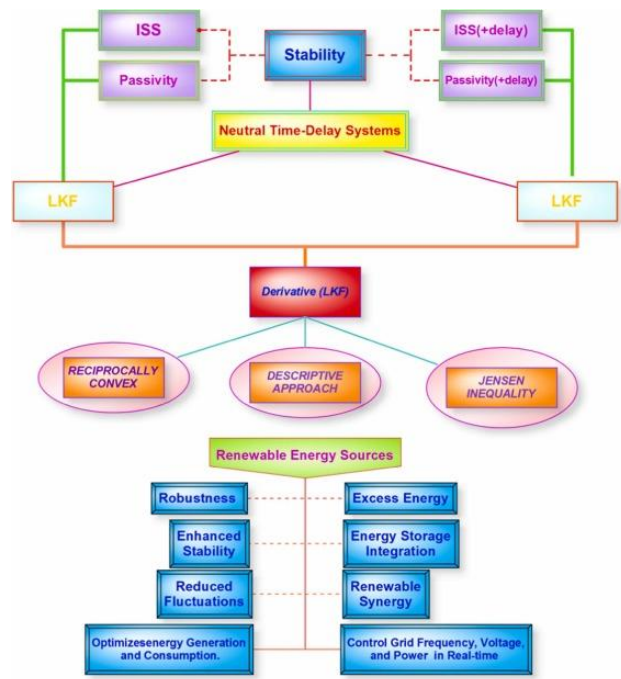 ISS
Stability
ISS(+delay)
Passivity
Passivity(+delay)
Neutral Time-Delay Systems
LKF
LKF
Derivative (LKF)
RECIPROCALLY
CONVEX
DESCRIPTIVE
APPROACH
JENSEN
INEQUALITY
Renewable Energy Sources
Robustness
Excess Energy
Enhanced
Stability
Energy Storage
Integration
Reduced
Fluctuations
Renewable
Synergy
Optimizesenergy Generation
and Consumption.
Control Grid Frequency, Voltage,
and Power in Real-time